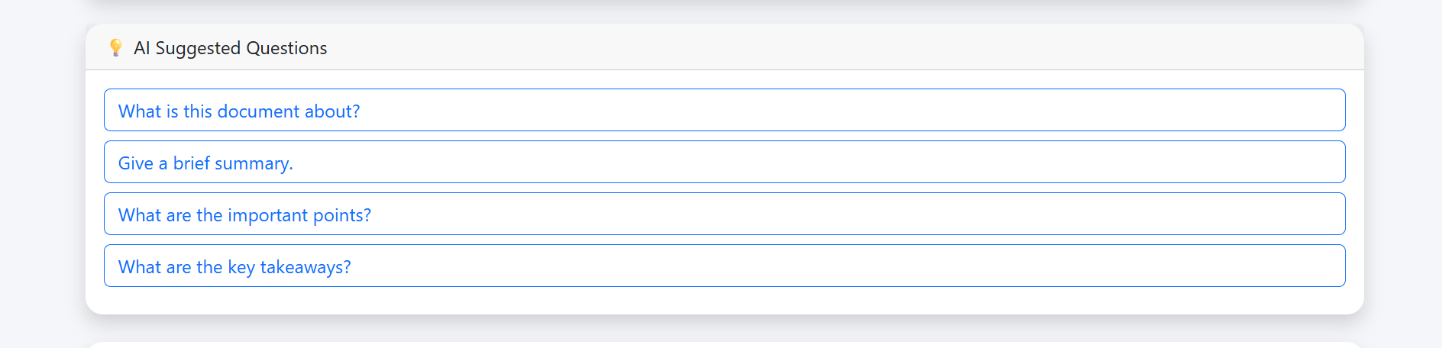 💡 AI Suggested Questions
What is this document about?
Give a brief summary.
What are the important points?
What are the key takeaways?